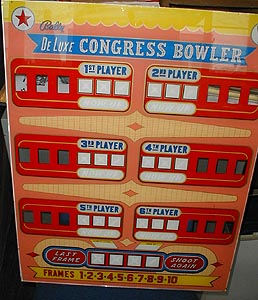 Bally
DE LUXE CONGRESS BOWLER
1ST PLAYER 2ND PLAYER
3RD PLAYER 4TH PLAYER
5TH PLAYER 6TH PLAYER
LAST FRAME SHOOT AGAIN
FRAMES 1-2-3-4-5-6-7-8-9-10